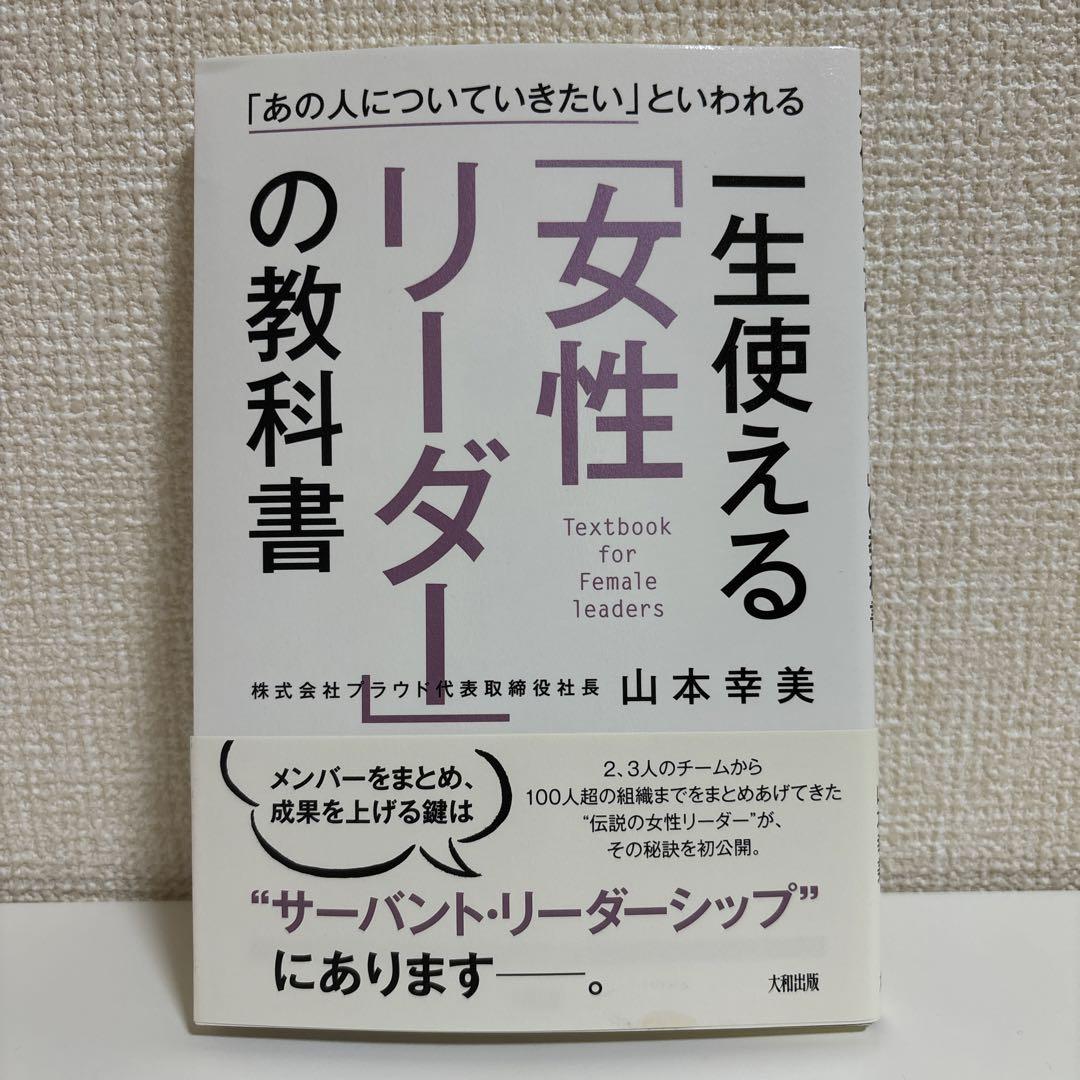 「あの人についていきたい」といわれる
一生使える
「女性
リーダー」
の教科書
Textbook
for
Female
leaders
株式会社プラウド代表取締役社長 山本幸美
メンバーをまとめ、
成果を上げる鍵は
2、3人のチームから
100人超の組織までをまとめあげてきた
“伝説の女性リーダー”が、
その秘訣を初公開。
“サーバント・リーダーシップ”
にあります――。
大和出版